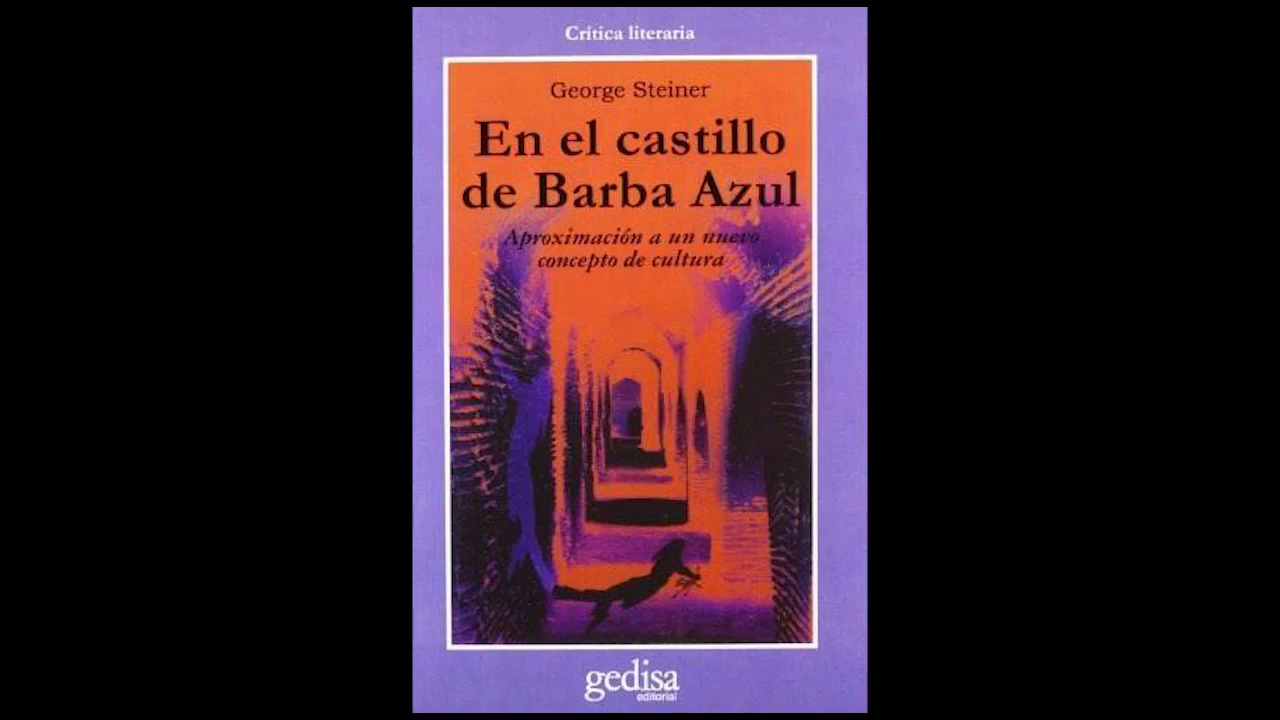 Crítica literaria
George Steiner
En el castillo
de Barba Azul
Aproximación a un nuevo
concepto de cultura
gedisa
editorial